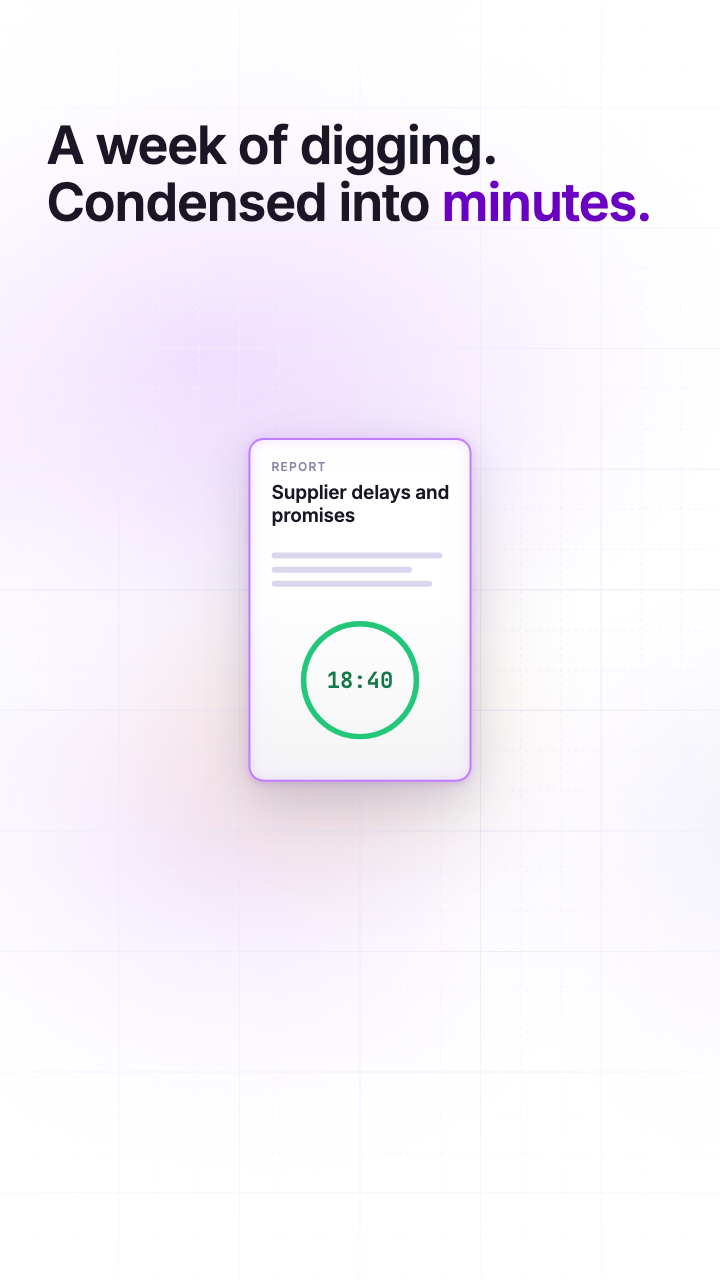 A week of digging.
Condensed into minutes.
REPORT
Supplier delays and
promises
18:40